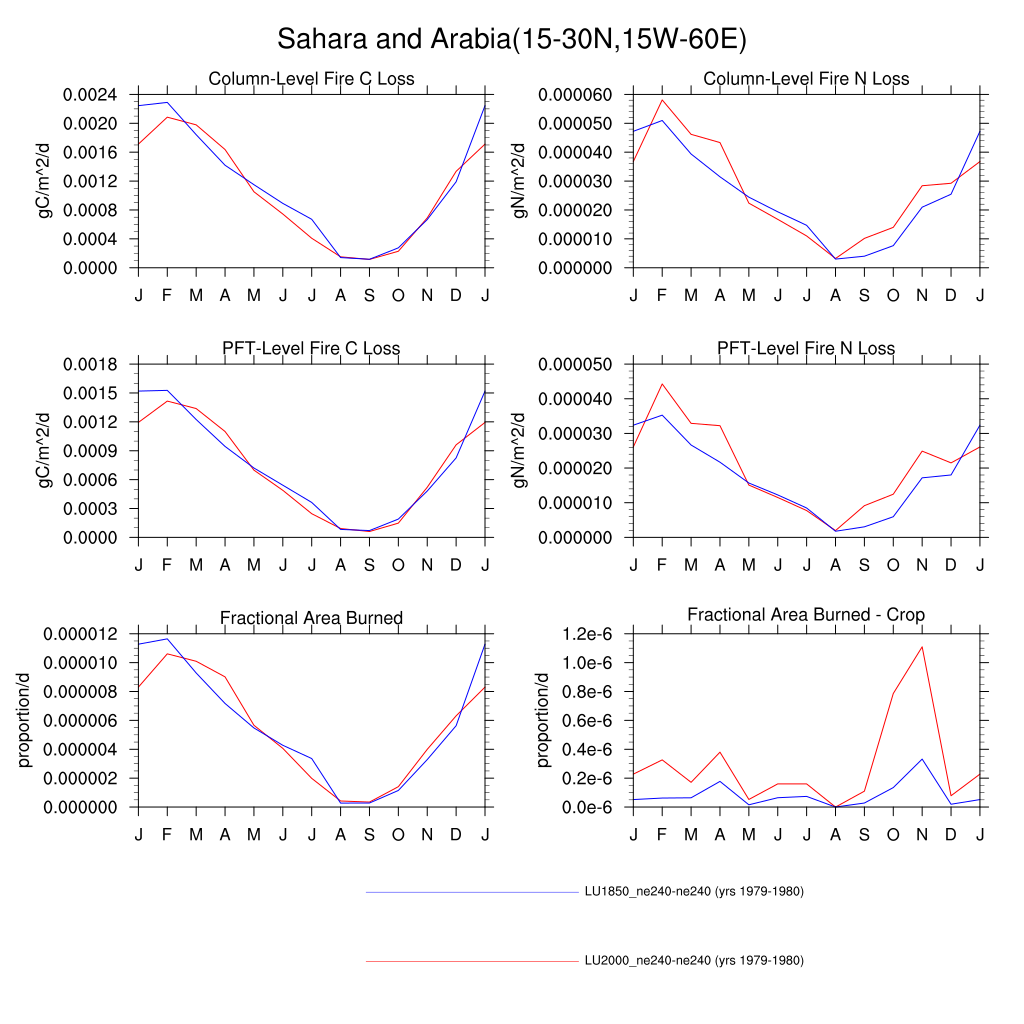 Sahara and Arabia(15-30N,15W-60E)
Column-Level Fire C Loss
gC/m^2/d
0.0024
0.0020
0.0016
0.0012
0.0008
0.0004
0.0000
J F M A M J J A S O N D J
Column-Level Fire N Loss
gN/m^2/d
0.000060
0.000050
0.000040
0.000030
0.000020
0.000010
0.000000
J F M A M J J A S O N D J
PFT-Level Fire C Loss
gC/m^2/d
0.0018
0.0015
0.0012
0.0009
0.0006
0.0003
0.0000
J F M A M J J A S O N D J
PFT-Level Fire N Loss
gN/m^2/d
0.000050
0.000040
0.000030
0.000020
0.000010
0.000000
J F M A M J J A S O N D J
Fractional Area Burned
proportion/d
0.000012
0.000010
0.000008
0.000006
0.000004
0.000002
0.000000
J F M A M J J A S O N D J
Fractional Area Burned - Crop
proportion/d
1.2e-6
1.0e-6
0.8e-6
0.6e-6
0.4e-6
0.2e-6
0.0e-6
J F M A M J J A S O N D J
LU1850_ne240-ne240 (yrs 1979-1980)
LU2000_ne240-ne240 (yrs 1979-1980)